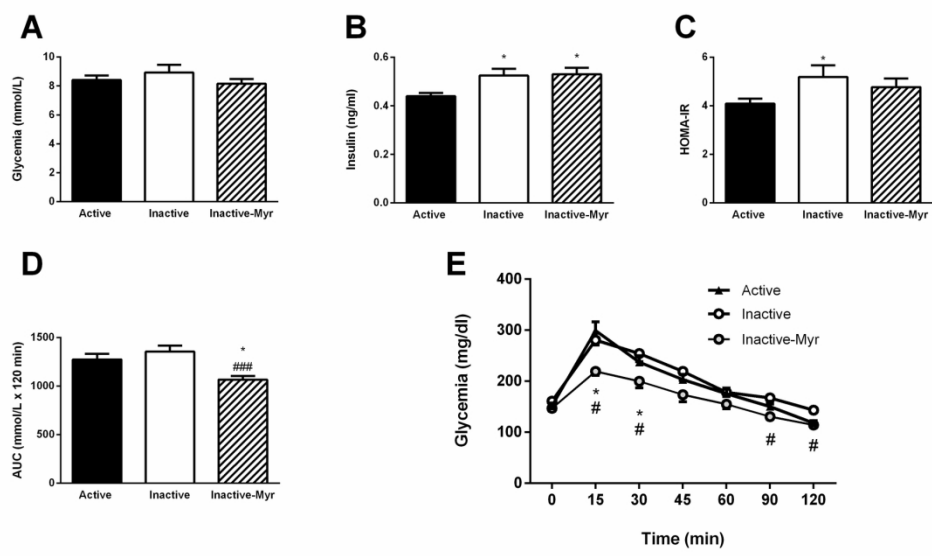 A
Glycemia (mmol/L)
10
8
6
4
2
0
Active
Inactive
Inactive-Myr
B
Insulin (ng/ml)
0.6
0.4
0.2
0.0
*
*
Active
Inactive
Inactive-Myr
C
HOMA-IR
6
4
2
0
*
Active
Inactive
Inactive-Myr
D
AUC (mmol/L x 120 min)
1500
1000
500
0
*
###
Active
Inactive
Inactive-Myr
E
Glycemia (mg/dl)
400
300
200
100
0
Active
Inactive
Inactive-Myr
*
#
*
#
#
#
0 15 30 45 60 90 120
Time (min)